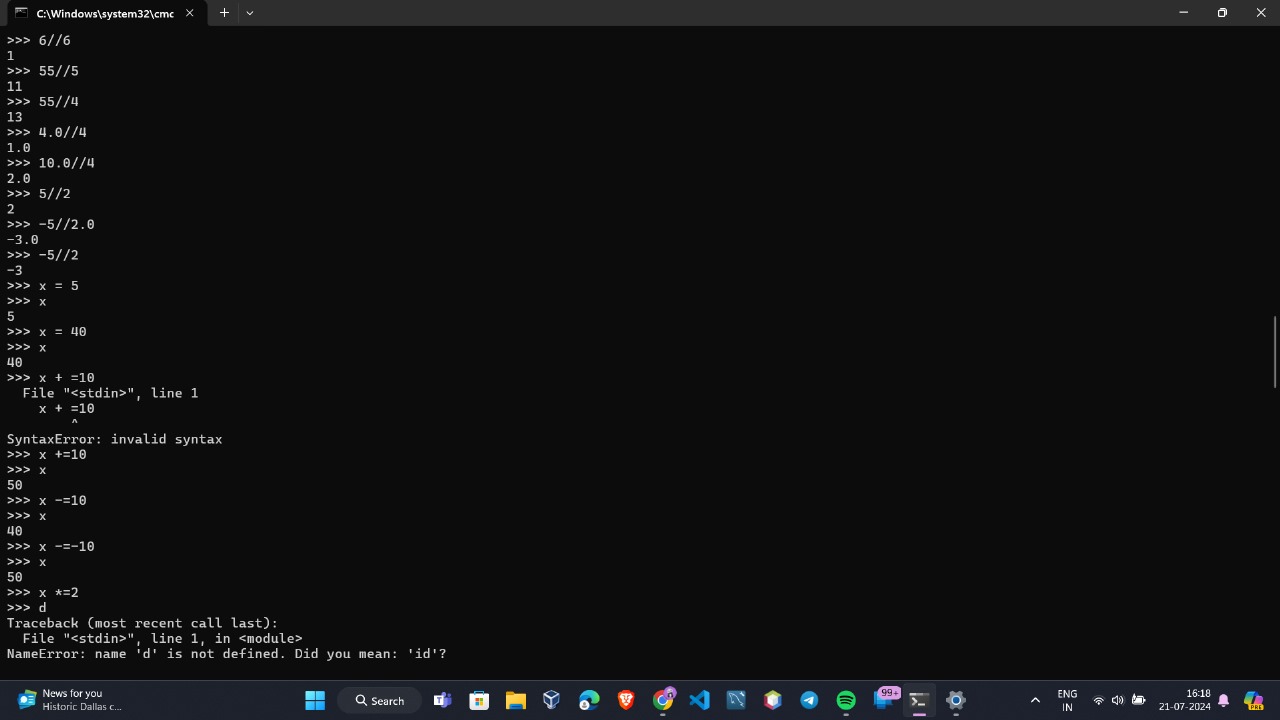 C:\Windows\system32\cmc
>>> 6//6
1
>>> 55//5
11
>>> 55//4
13
>>> 4.0//4
1.0
>>> 10.0//4
2.0
>>> 5//2
2
>>> -5//2.0
-3.0
>>> -5//2
-3
>>> x = 5
>>> x
5
>>> x = 40
>>> x
40
>>> x + =10
  File "<stdin>", line 1
    x + =10
        ^
SyntaxError: invalid syntax
>>> x +=10
>>> x
50
>>> x -=10
>>> x
40
>>> x -=-10
>>> x
50
>>> x *=2
>>> d
Traceback (most recent call last):
  File "<stdin>", line 1, in <module>
NameError: name 'd' is not defined. Did you mean: 'id'?
News for you
Historic Dallas c...
Search
99+
PRE
ENG
IN
16:18
21-07-2024